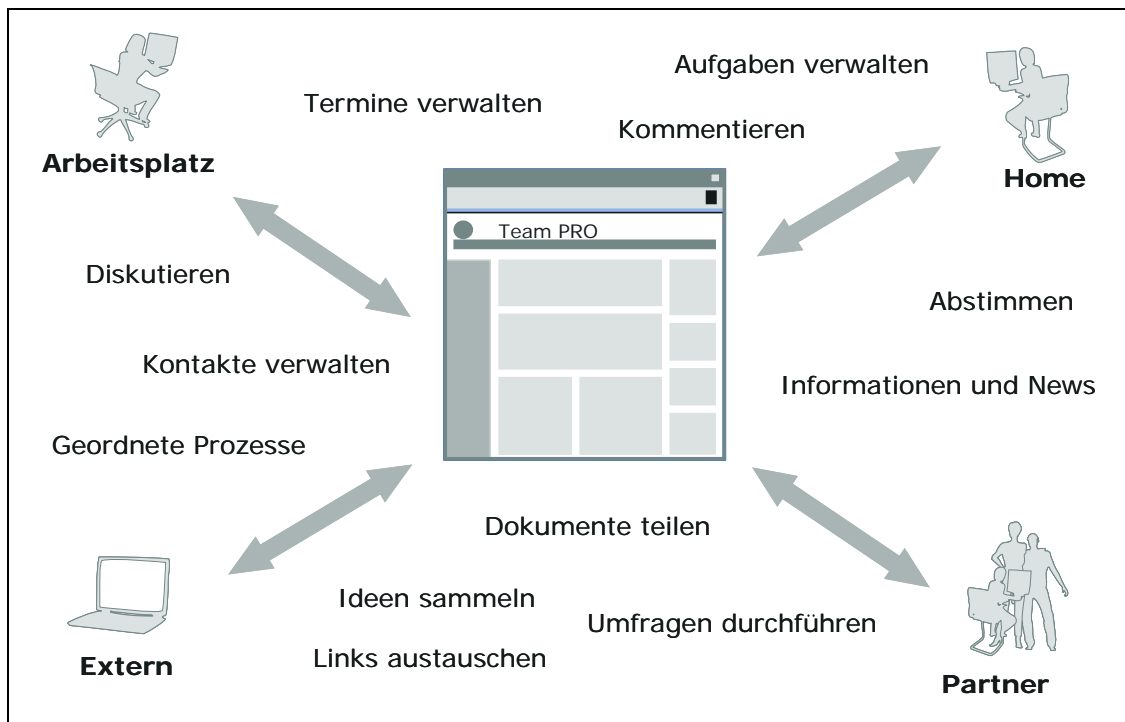 Aufgaben verwalten
Termine verwalten
Kommentieren
Arbeitsplatz
Home
Team PRO
Diskutieren
Abstimmen
Kontakte verwalten
Informationen und News
Geordnete Prozesse
Dokumente teilen
Ideen sammeln
Umfragen durchführen
Links austauschen
Extern
Partner